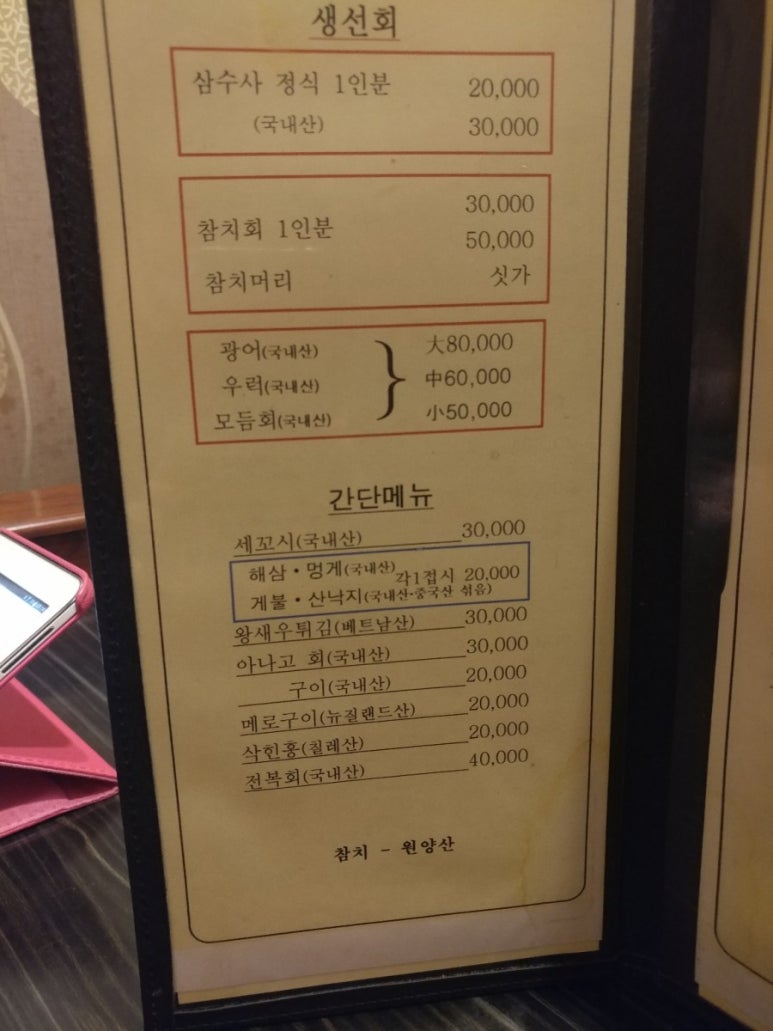 생선회
삼수사 정식 1인분 20,000
(국내산) 30,000
30,000
참치회 1인분 50,000
참치머리 싯가
광어(국내산) 大80,000
우럭(국내산) } 中60,000
모듬회(국내산) 小50,000
간단메뉴
세꼬시(국내산) 30,000
해삼·멍게(국내산) 각1접시 20,000
게불·산낙지(국내산·중국산 섞음)
왕새우튀김(베트남산) 30,000
아나고 회(국내산) 30,000
구이(국내산) 20,000
메로구이(뉴질랜드산) 20,000
삭힌홍(칠레산) 20,000
전복회(국내산) 40,000
참치 - 원양산